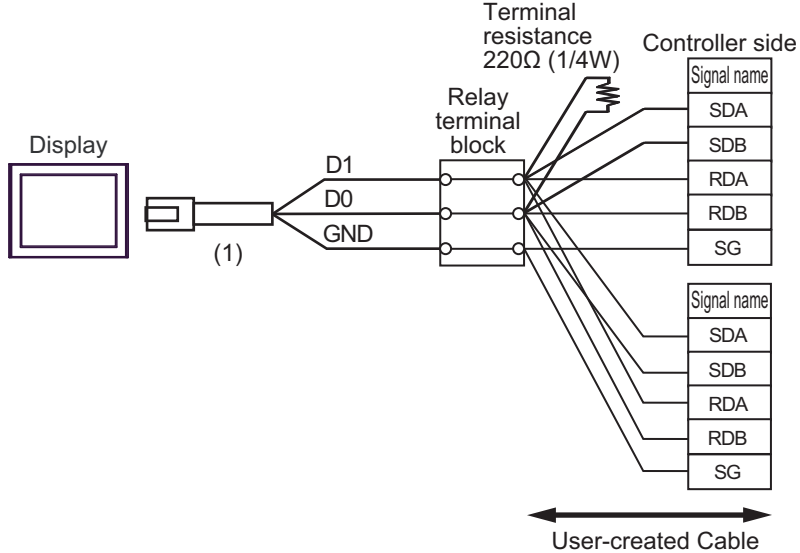 Terminal
resistance
220Ω (1/4W)
Controller side
Signal name
SDA
SDB
RDA
RDB
SG
Relay
terminal
block
Display
D1
D0
GND
(1)
Signal name
SDA
SDB
RDA
RDB
SG
User-created Cable